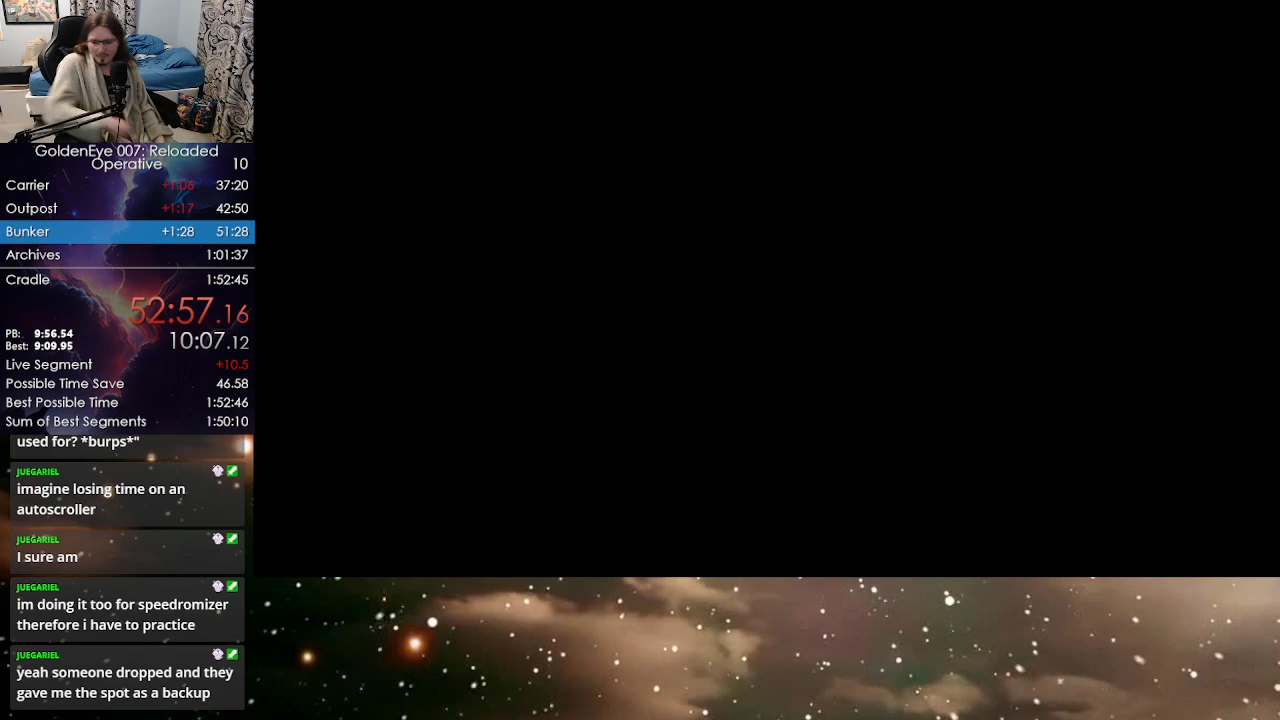 GoldenEye 007: Reloaded
Operative 10
Carrier +1:06 37:20
Outpost +1:17 42:50
Bunker +1:28 51:28
Archives 1:01:37
Cradle 1:52:45
52:57.16
PB: 9:56.54
Best: 9:09.95
10:07.12
Live Segment +10.5
Possible Time Save 46.58
Best Possible Time 1:52:46
Sum of Best Segments 1:50:10
used for? *burps*"
JUEGARIEL
imagine losing time on an
autoscroller
JUEGARIEL
I sure am
JUEGARIEL
im doing it too for speedromizer
therefore i have to practice
JUEGARIEL
yeah someone dropped and they
gave me the spot as a backup